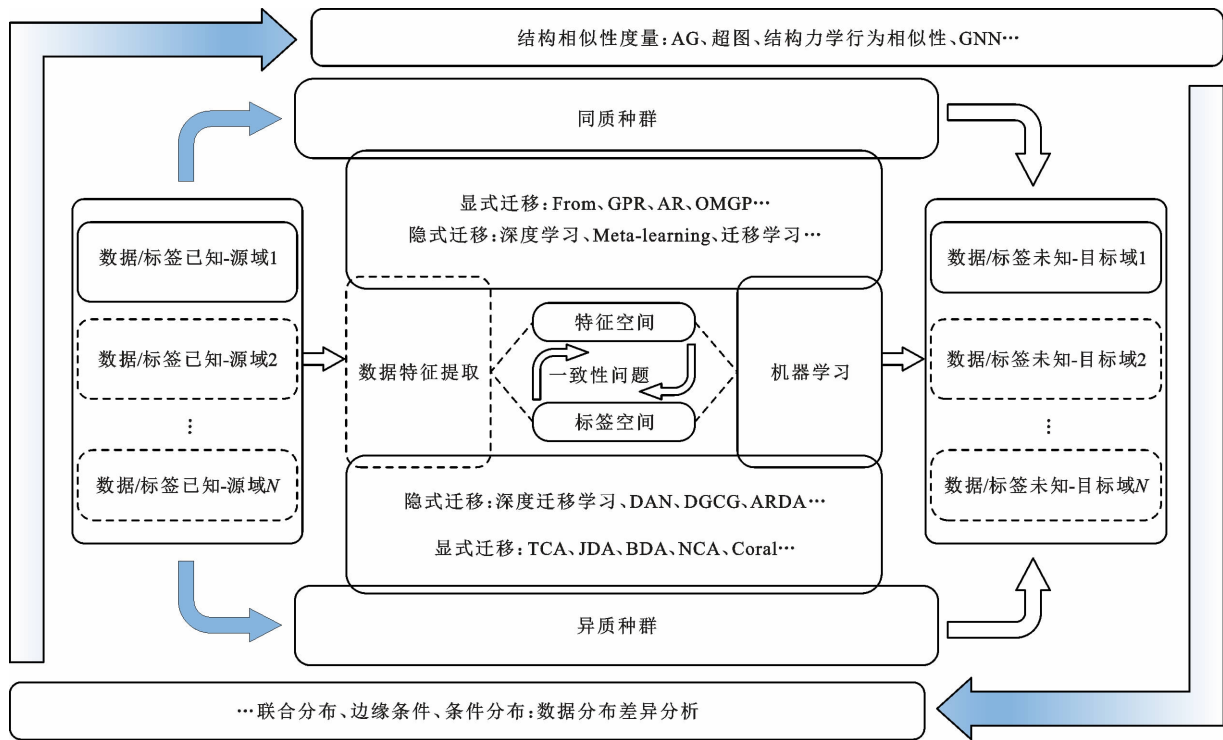 结构相似性度量:AG、超图、结构力学行为相似性、GNN…
同质种群
显式迁移:From、GPR、AR、OMGP…
隐式迁移:深度学习、Meta-learning、迁移学习…
数据/标签已知-源域1
数据/标签已知-源域2
⋮
数据/标签已知-源域N
数据特征提取
特征空间
一致性问题
标签空间
机器学习
数据/标签未知-目标域1
数据/标签未知-目标域2
⋮
数据/标签未知-目标域N
隐式迁移:深度迁移学习、DAN、DGCG、ARDA…
显式迁移:TCA、JDA、BDA、NCA、Coral…
异质种群
…联合分布、边缘条件、条件分布:数据分布差异分析